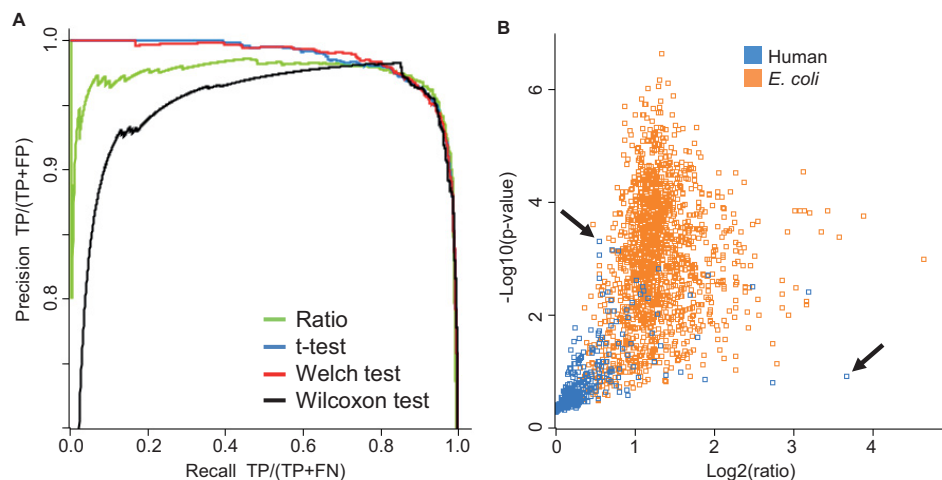 A
Precision TP/(TP+FP)
1.0
0.9
0.8
Ratio
t-test
Welch test
Wilcoxon test
0.0 0.2 0.4 0.6 0.8 1.0
Recall TP/(TP+FN)
B
-Log10(p-value)
6
4
2
0
Human
E. coli
0 1 2 3 4
Log2(ratio)